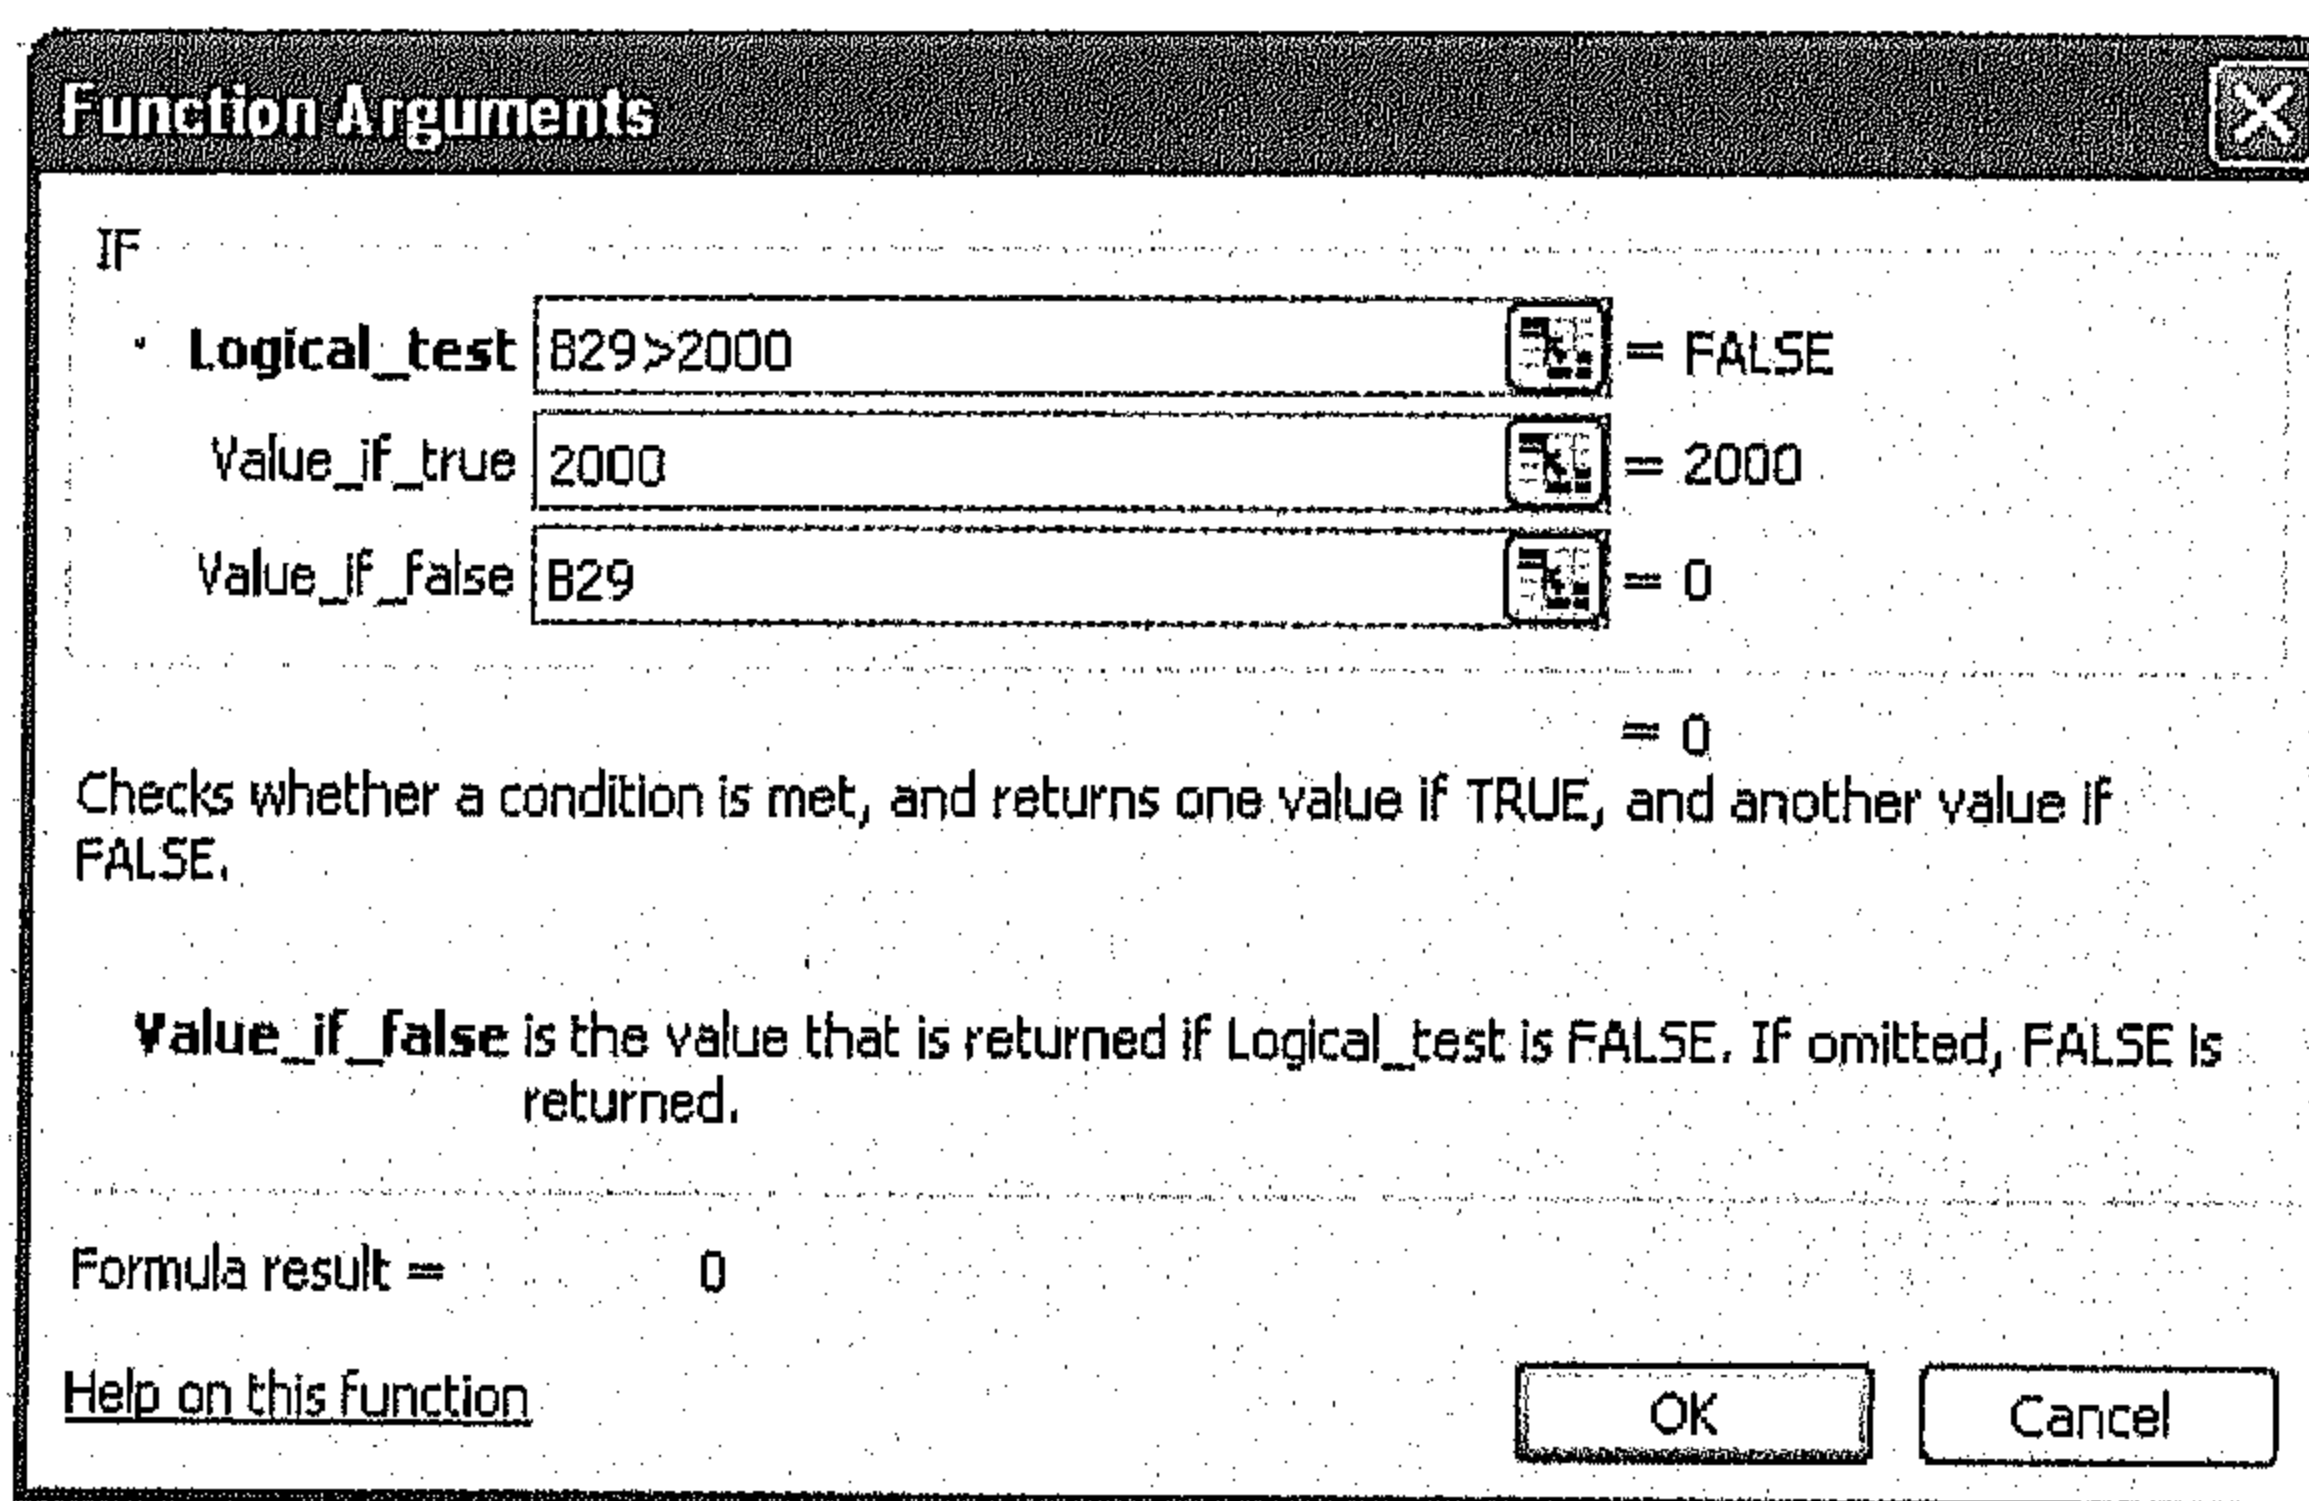 Function Arguments
IF
Logical_test B29>2000 = FALSE
Value_if_true 2000 = 2000
Value_if_false B29 = 0
= 0
Checks whether a condition is met, and returns one value if TRUE, and another value if
FALSE.
Value_if_false is the value that is returned if Logical_test is FALSE. If omitted, FALSE is
returned.
Formula result = 0
Help on this function
OK Cancel